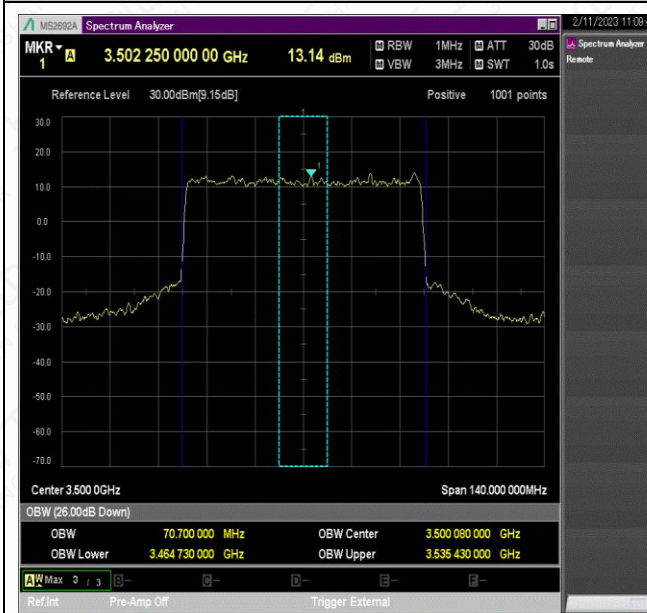 MS2692A Spectrum Analyzer
2/11/2023 11:09
MKR 1 A 3.502 250 000 00 GHz 13.14 dBm
M RBW 1MHz M ATT 30dB
M VBW 3MHz M SWT 1.0s
Spectrum Analyzer
Remote
Reference Level 30.00dBm[9.15dB] Positive 1001 points
1
30.0
20.0
1
10.0
0.0
-10.0
-20.0
-30.0
-40.0
-50.0
-60.0
-70.0
Center 3.500 0GHz Span 140.000 000MHz
OBW (26.00dB Down)
OBW 70.700 000 MHz OBW Center 3.500 080 000 GHz
OBW Lower 3.464 730 000 GHz OBW Upper 3.535 430 000 GHz
A W Max 3 / 3 B- C- D- E- F-
Ref.Int Pre-Amp Off Trigger External